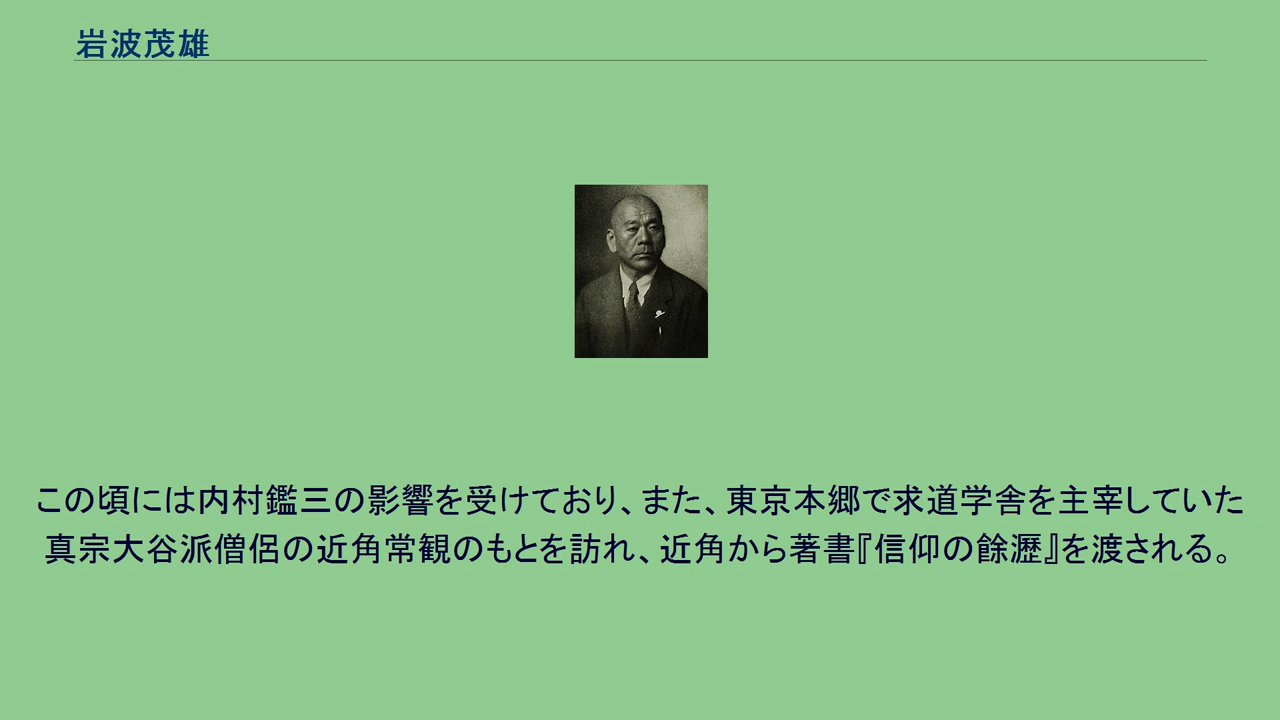 岩波茂雄
この頃には内村鑑三の影響を受けており、また、東京本郷で求道学舎を主宰していた
真宗大谷派僧侶の近角常観のもとを訪れ、近角から著書『信仰の餘瀝』を渡される。